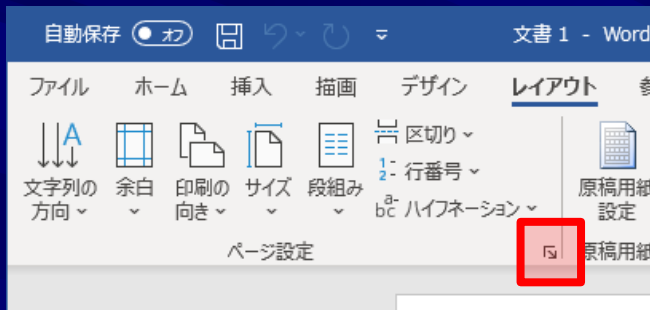 自動保存 オフ 文書 1 - Word
ファイル ホーム 挿入 描画 デザイン レイアウト
文字列の方向 余白 印刷の向き サイズ 段組み
区切り
行番号
ハイフネーション
原稿用紙
設定
ページ設定 原稿用紙